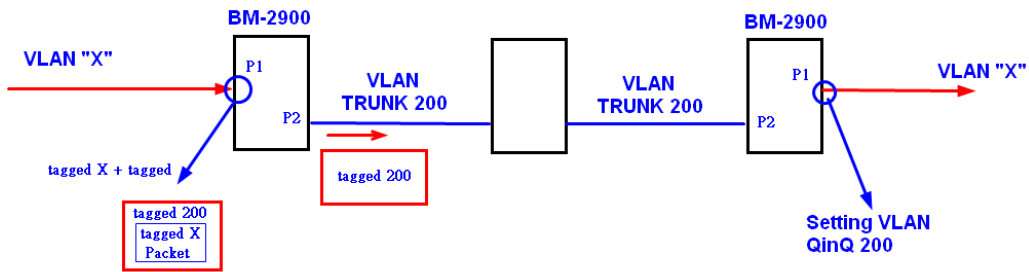 BM-2900
BM-2900
VLAN "X"
P1
VLAN
TRUNK 200
VLAN
TRUNK 200
P1
VLAN "X"
P2
P2
tagged X + tagged
tagged 200
tagged 200
tagged X
Packet
Setting VLAN
QinQ 200